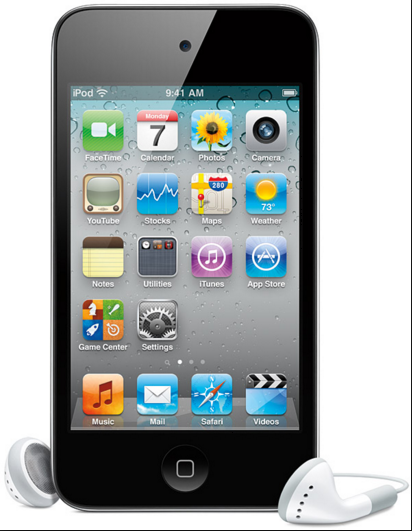 iPod 9:41 AM
Monday
7
280
73°
FaceTime Calendar Photos Camera
YouTube Stocks Maps Weather
Notes Utilities iTunes App Store
Game Center Settings
Music Mail Safari Videos